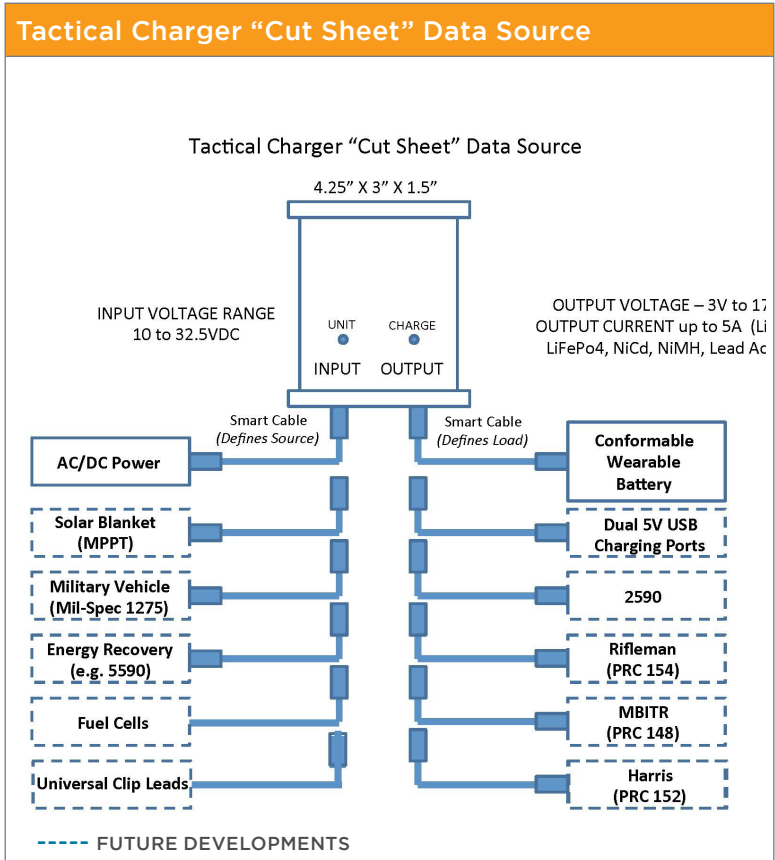 Tactical Charger “Cut Sheet” Data Source
Tactical Charger “Cut Sheet” Data Source
4.25” X 3” X 1.5”
INPUT VOLTAGE RANGE
10 to 32.5VDC
OUTPUT VOLTAGE – 3V to 17
OUTPUT CURRENT up to 5A (Li
LiFePo4, NiCd, NiMH, Lead Ac
UNIT
CHARGE
INPUT
OUTPUT
Smart Cable
(Defines Source)
Smart Cable
(Defines Load)
AC/DC Power
Solar Blanket
(MPPT)
Military Vehicle
(Mil-Spec 1275)
Energy Recovery
(e.g. 5590)
Fuel Cells
Universal Clip Leads
Conformable
Wearable
Battery
Dual 5V USB
Charging Ports
2590
Rifleman
(PRC 154)
MBITR
(PRC 148)
Harris
(PRC 152)
FUTURE DEVELOPMENTS